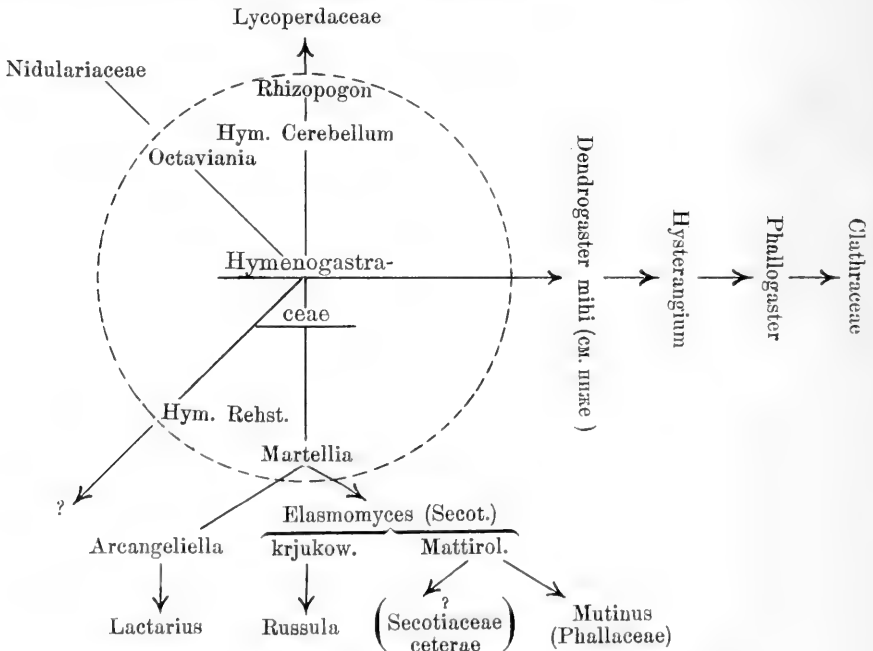 Lycoperdaceae
Nidulariaceae
Rhizopogon
Hym. Cerebellum
Octaviania
Hymenogastra-
ceae
Dendrogaster mihi (см. ниже)
Hysterangium
Phallogaster
Clathraceae
Hym. Rehst.
Martellia
?
Elasmomyces (Secot.)
Arcangeliella
krjukow.
Mattirol.
Lactarius
Russula
?
(Secotiaceae
ceterae)
Mutinus
(Phallaceae)